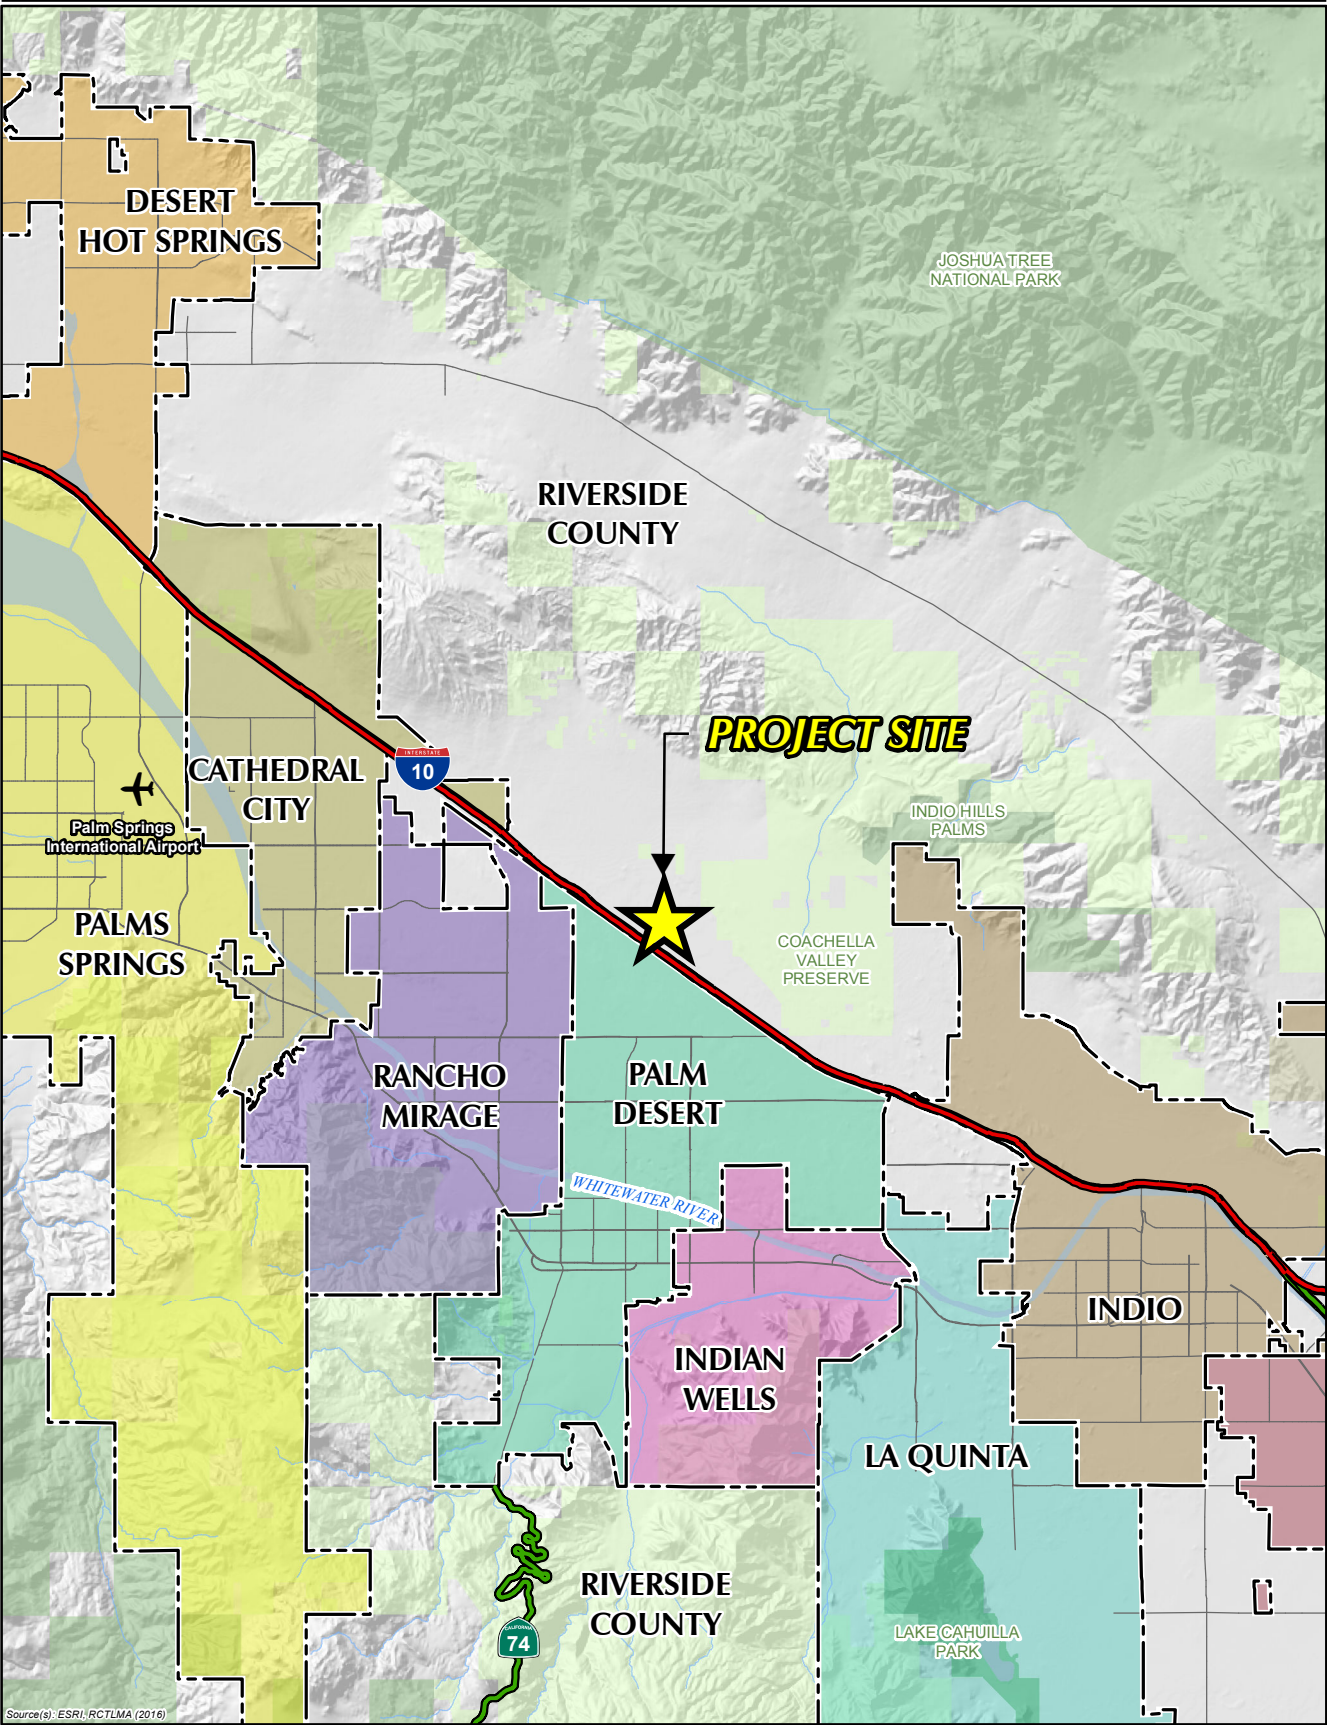 DESERT
HOT SPRINGS
JOSHUA TREE
NATIONAL PARK
RIVERSIDE
COUNTY
PROJECT SITE
INTERSTATE
10
CATHEDRAL
CITY
Palm Springs
International Airport
INDIO HILLS
PALMS
PALMS
SPRINGS
COACHELLA
VALLEY
PRESERVE
RANCHO
MIRAGE
PALM
DESERT
WHITEWATER RIVER
INDIO
INDIAN
WELLS
LA QUINTA
RIVERSIDE
COUNTY
CALIFORNIA
74
LAKE CAHUILLA
PARK
Source(s): ESRI, RCTLMA (2016)